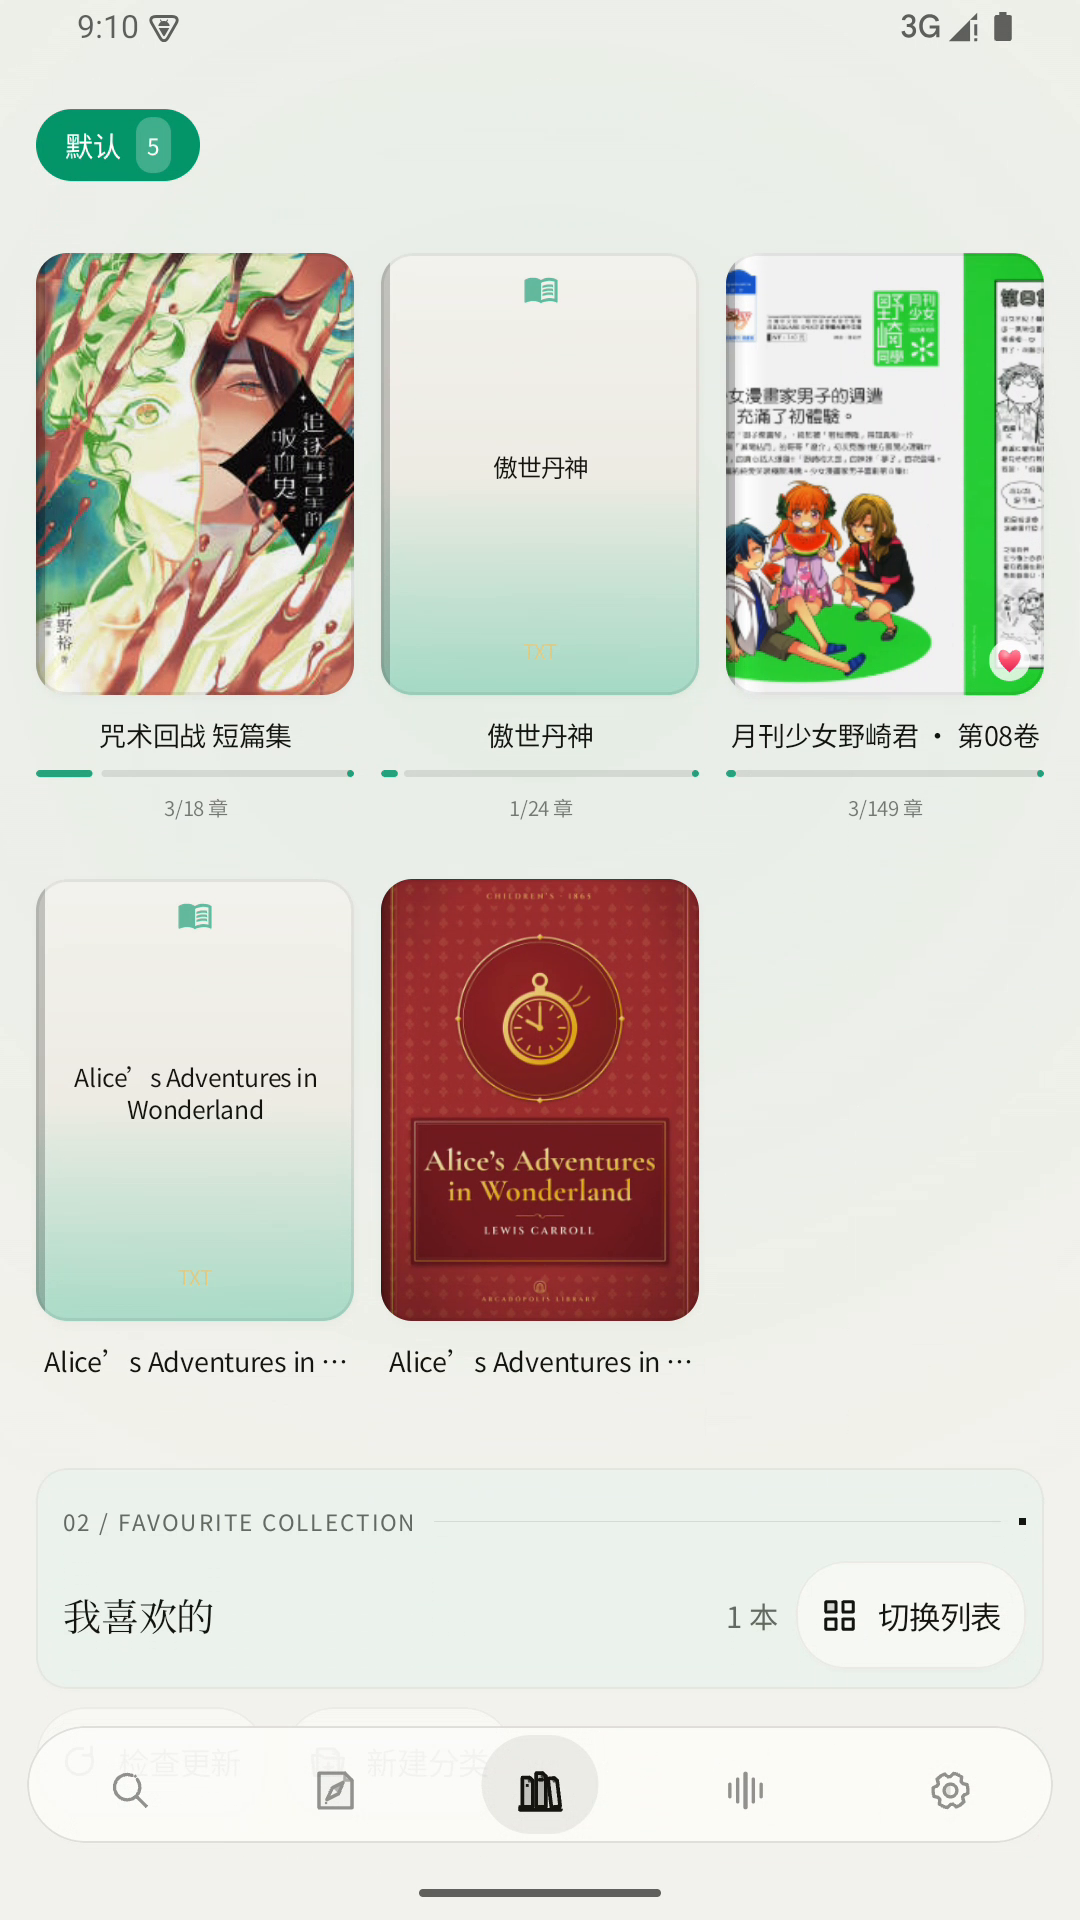 9:10
3G
默认 5
追逐彗星的
吸血鬼
河野裕 著
傲世丹神
TXT
月刊少女
野崎同學
第08
女漫畫家男子的週遭
充滿了初體驗。
咒术回战 短篇集
傲世丹神
月刊少女野崎君 · 第08卷
3/18 章
1/24 章
3/149 章
Alice’s Adventures in
Wonderland
TXT
CHILDREN'S · 1865
Alice’s Adventures
in Wonderland
LEWIS CARROLL
ARCADOPOLIS LIBRARY
Alice’s Adventures in ···
Alice’s Adventures in ···
02 / FAVOURITE COLLECTION
我喜欢的
1 本
切换列表
检查更新
新建分类